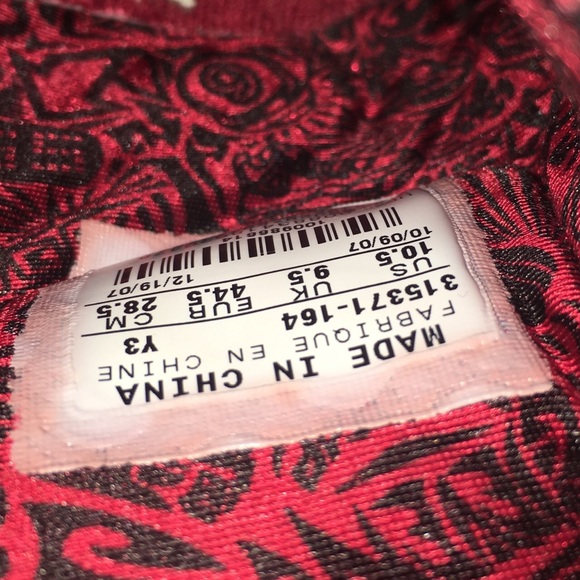 MADE IN CHINA
FABRIQUE EN CHINE
315371-164 Y3
US UK EUR CM
10.5 9.5 44.5 28.5
10/09/07 12/19/07